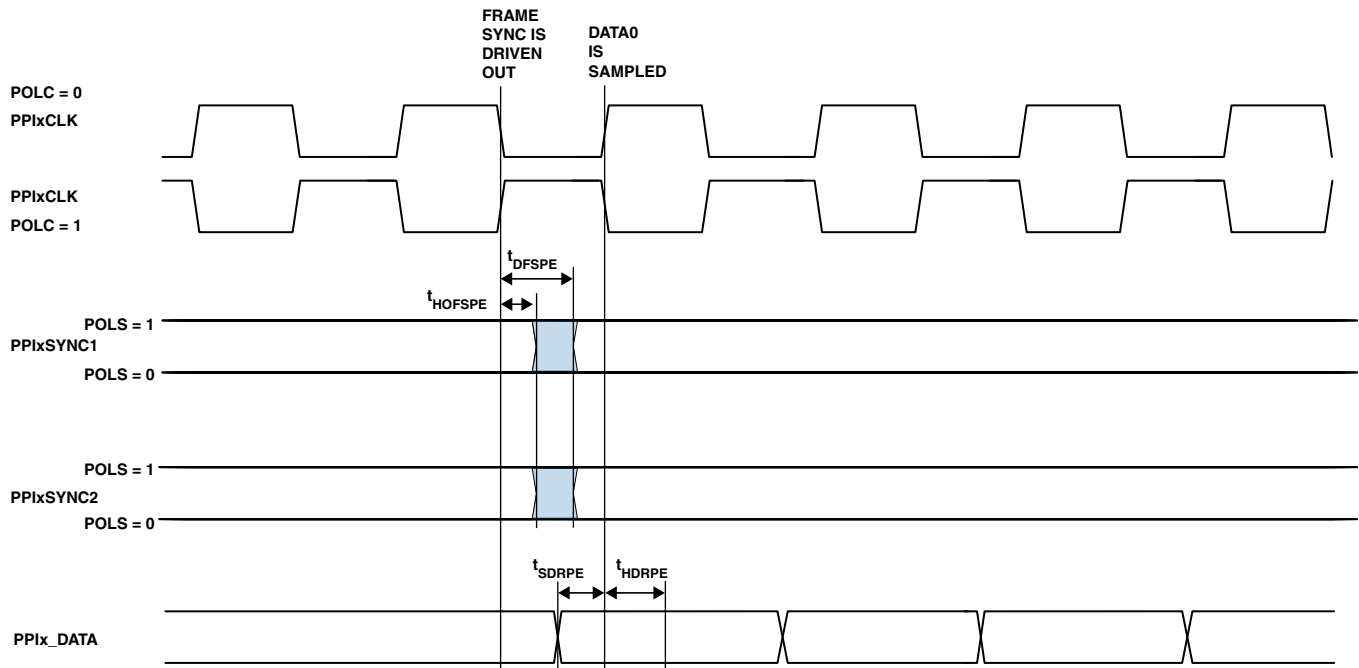 FRAME
SYNC IS
DRIVEN
OUT
DATA0
IS
SAMPLED
POLC = 0
PPIxCLK
PPIxCLK
POLC = 1
tDFSPE
tHOFSPE
POLS = 1
PPIxSYNC1
POLS = 0
POLS = 1
PPIxSYNC2
POLS = 0
tSDRPE
tHDRPE
PPIx_DATA